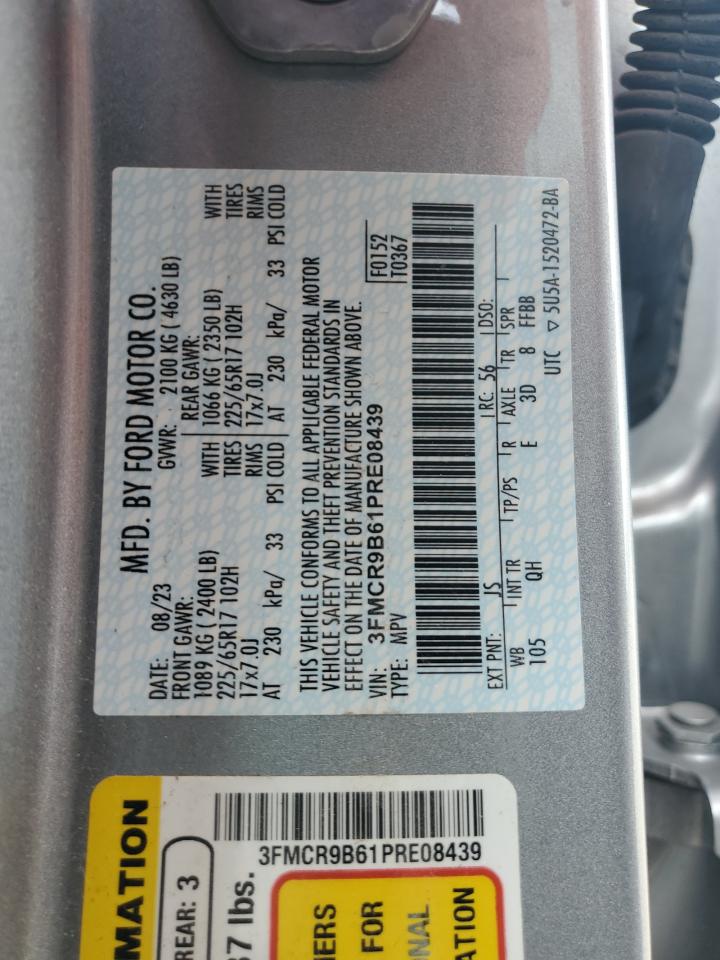 MFD. BY FORD MOTOR CO.
DATE: 08/23 GVWR: 2100 KG ( 4630 LB)
FRONT GAWR: REAR GAWR:
1089 KG (2400 LB) WITH 1066 KG (2350 LB) WITH
225/65R17 102H TIRES 225/65R17 102H TIRES
17x7.0J RIMS 17x7.0J RIMS
AT 230 kPa/ 33 PSI COLD AT 230 kPa/ 33 PSI COLD
THIS VEHICLE CONFORMS TO ALL APPLICABLE FEDERAL MOTOR
VEHICLE SAFETY AND THEFT PREVENTION STANDARDS IN
EFFECT ON THE DATE OF MANUFACTURE SHOWN ABOVE.
VIN: 3FMCR9B61PRE08439 F0152
TYPE: MPV T0367
EXT PNT: JS RC: 56 DSO:
WB INT TR TP/PS R AXLE TR SPR
105 QH E 3D 8 FFBB
UTC ▽ 5U5A-1520472-BA
MATION
REAR: 3
37 lbs.
3FMCR9B61PRE08439
IERS
FOR
NAL
ATION